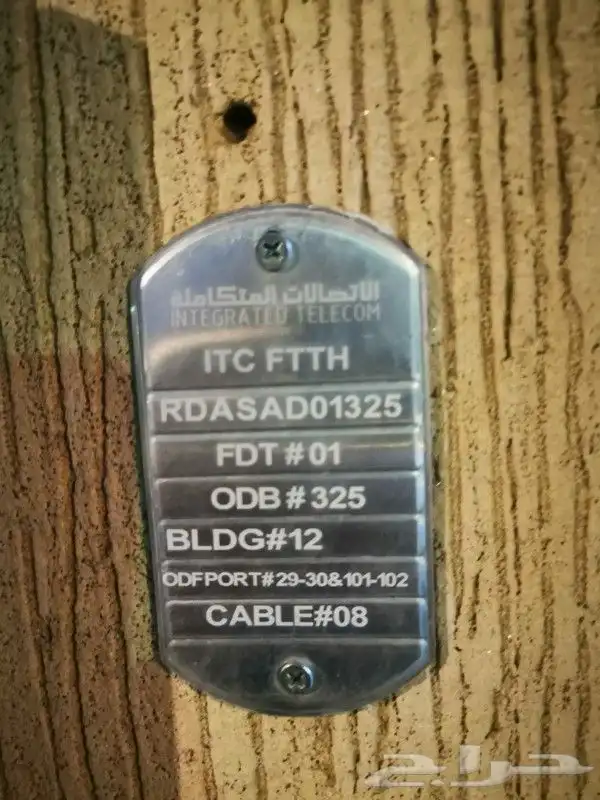 الاتصالات المتكاملة
INTEGRATED TELECOM
ITC FTTH
RDASAD01325
FDT#01
ODB#325
BLDG#12
ODFPORT#29-30&101-102
CABLE#08
حراج